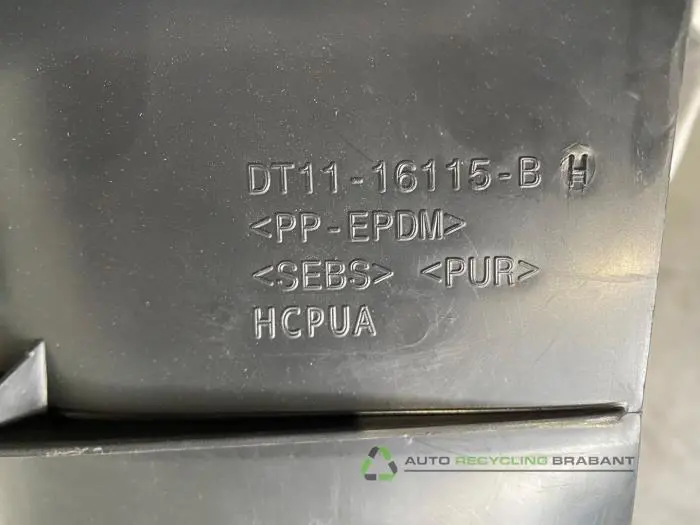 DT11-16115-B H
<PP-EPDM>
<SEBS> <PUR>
HCPUA
AUTO RECYCLING BRABANT